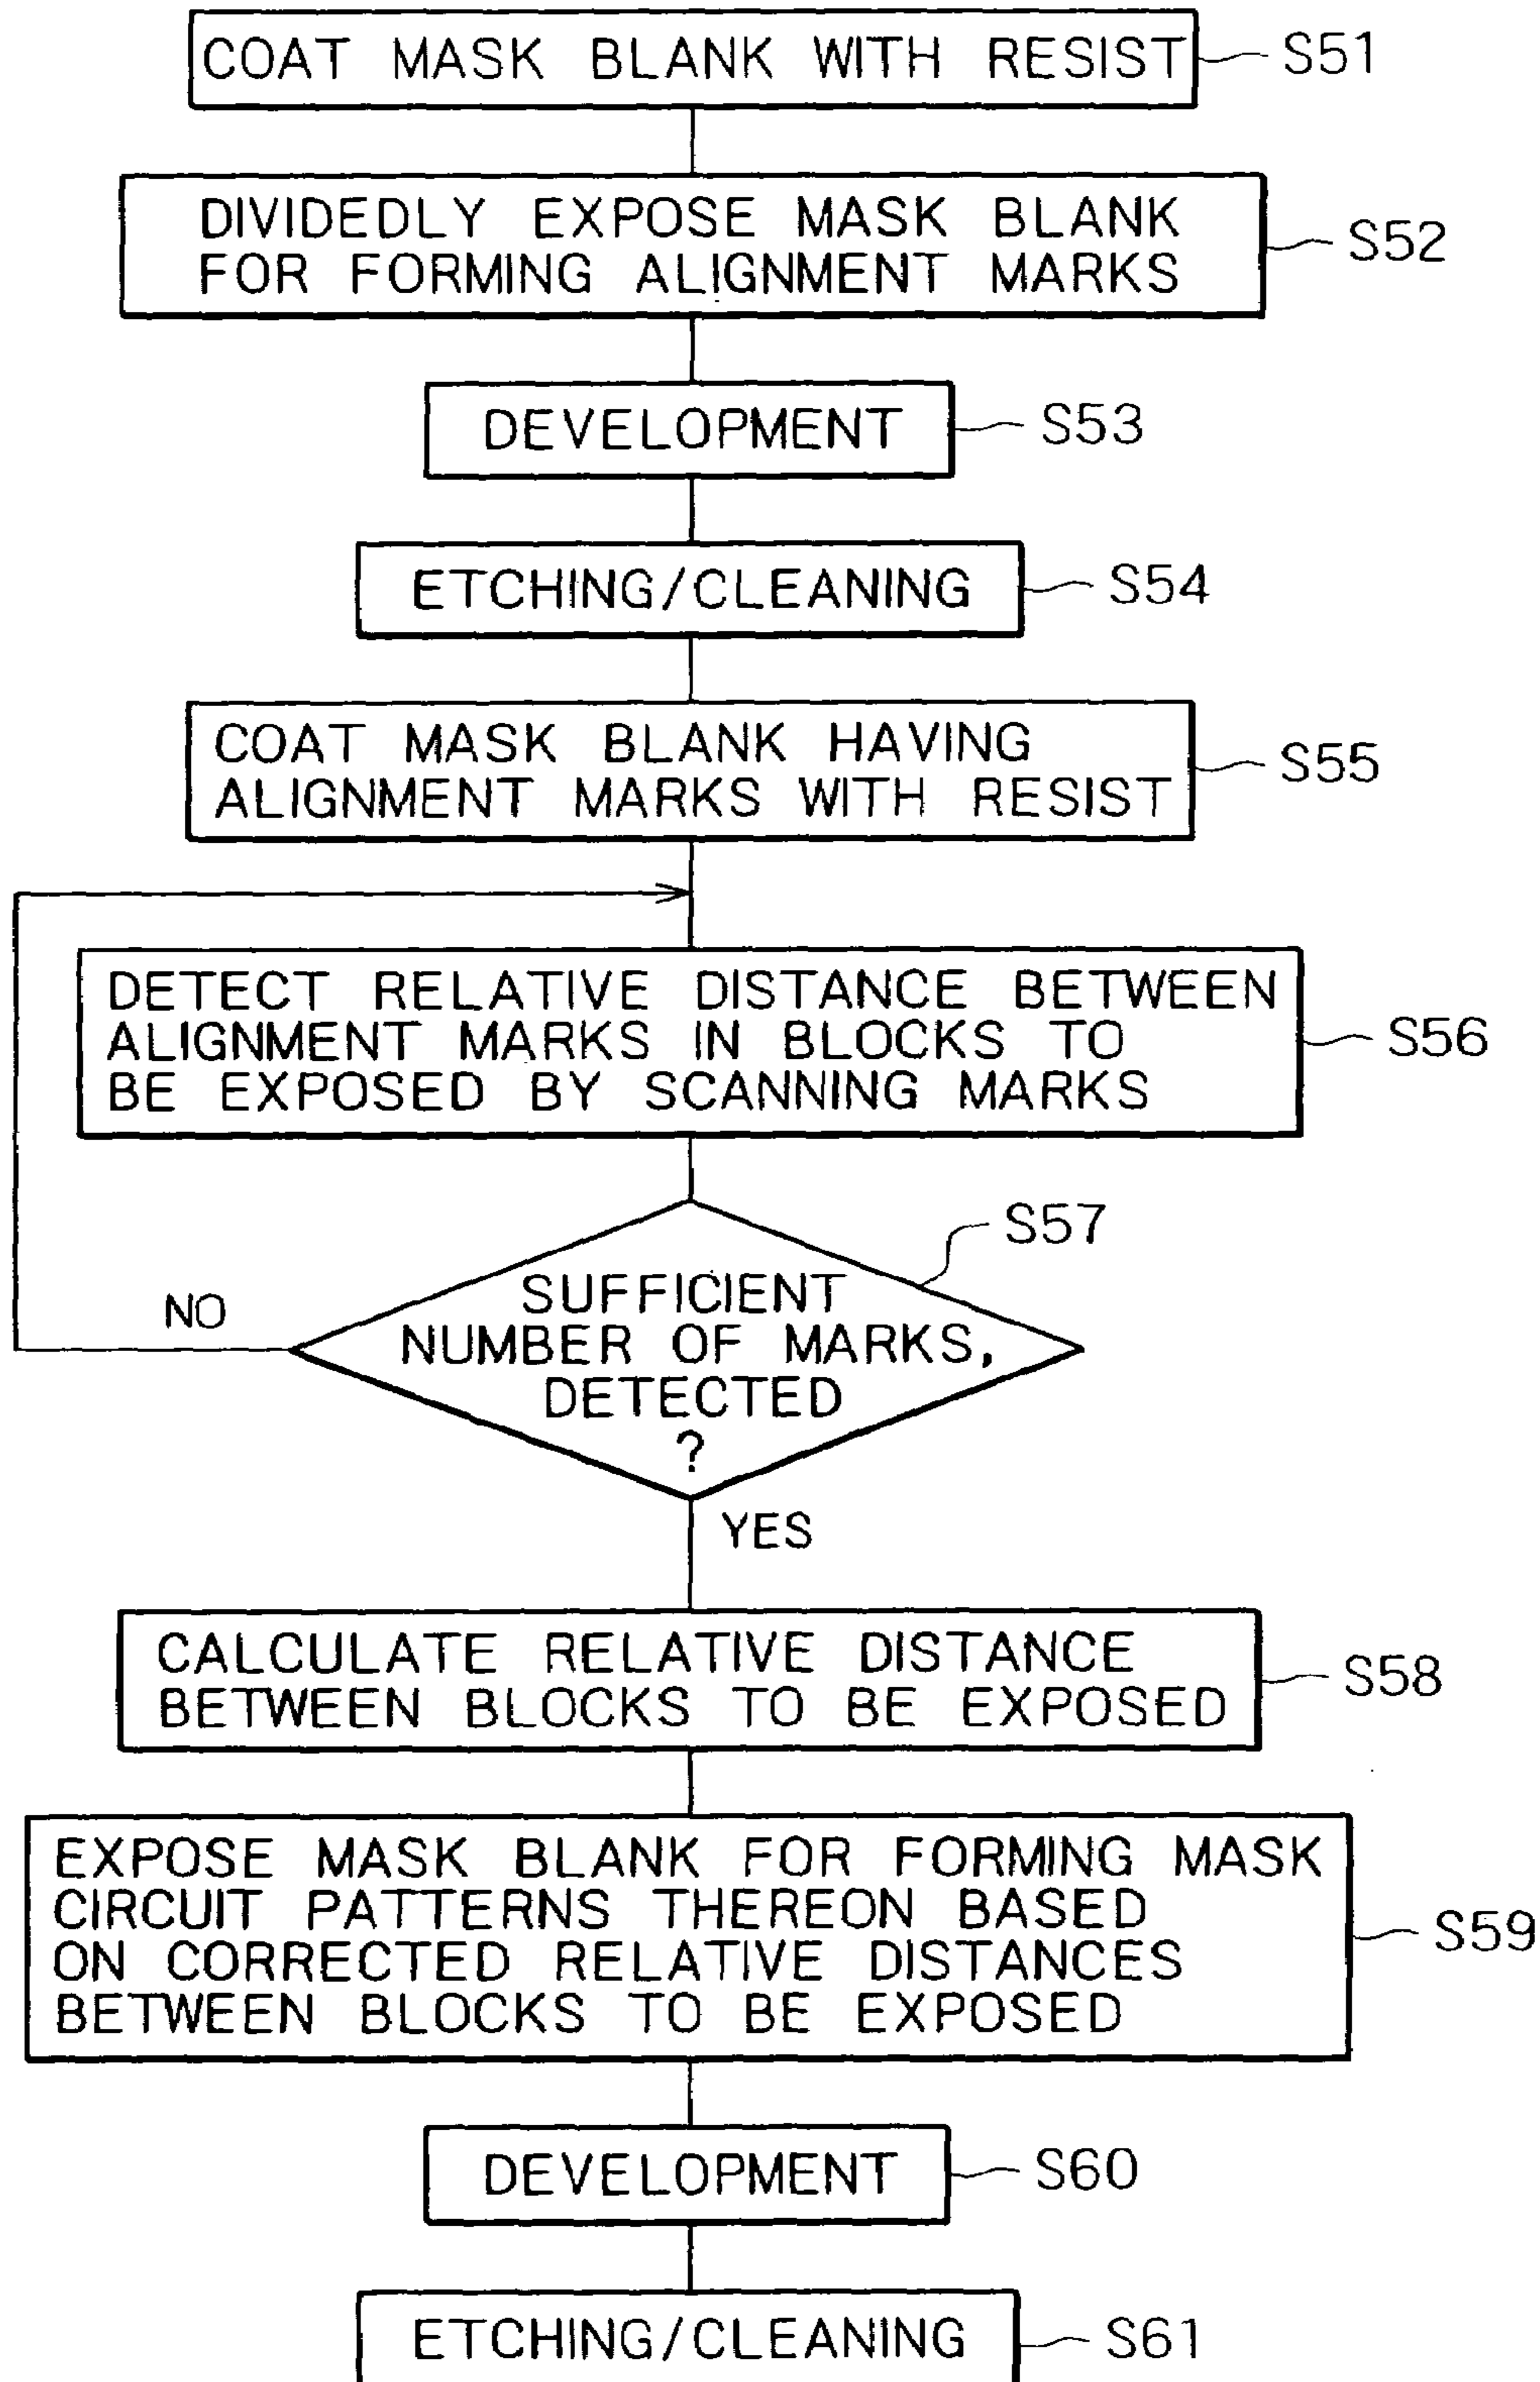 COAT MASK BLANK WITH RESIST
S51
DIVIDEDLY EXPOSE MASK BLANK
FOR FORMING ALIGNMENT MARKS
S52
DEVELOPMENT
S53
ETCHING/CLEANING
S54
COAT MASK BLANK HAVING
ALIGNMENT MARKS WITH RESIST
S55
DETECT RELATIVE DISTANCE BETWEEN
ALIGNMENT MARKS IN BLOCKS TO
BE EXPOSED BY SCANNING MARKS
S56
S57
SUFFICIENT
NUMBER OF MARKS,
DETECTED
?
NO
YES
CALCULATE RELATIVE DISTANCE
BETWEEN BLOCKS TO BE EXPOSED
S58
EXPOSE MASK BLANK FOR FORMING MASK
CIRCUIT PATTERNS THEREON BASED
ON CORRECTED RELATIVE DISTANCES
BETWEEN BLOCKS TO BE EXPOSED
S59
DEVELOPMENT
S60
ETCHING/CLEANING
S61